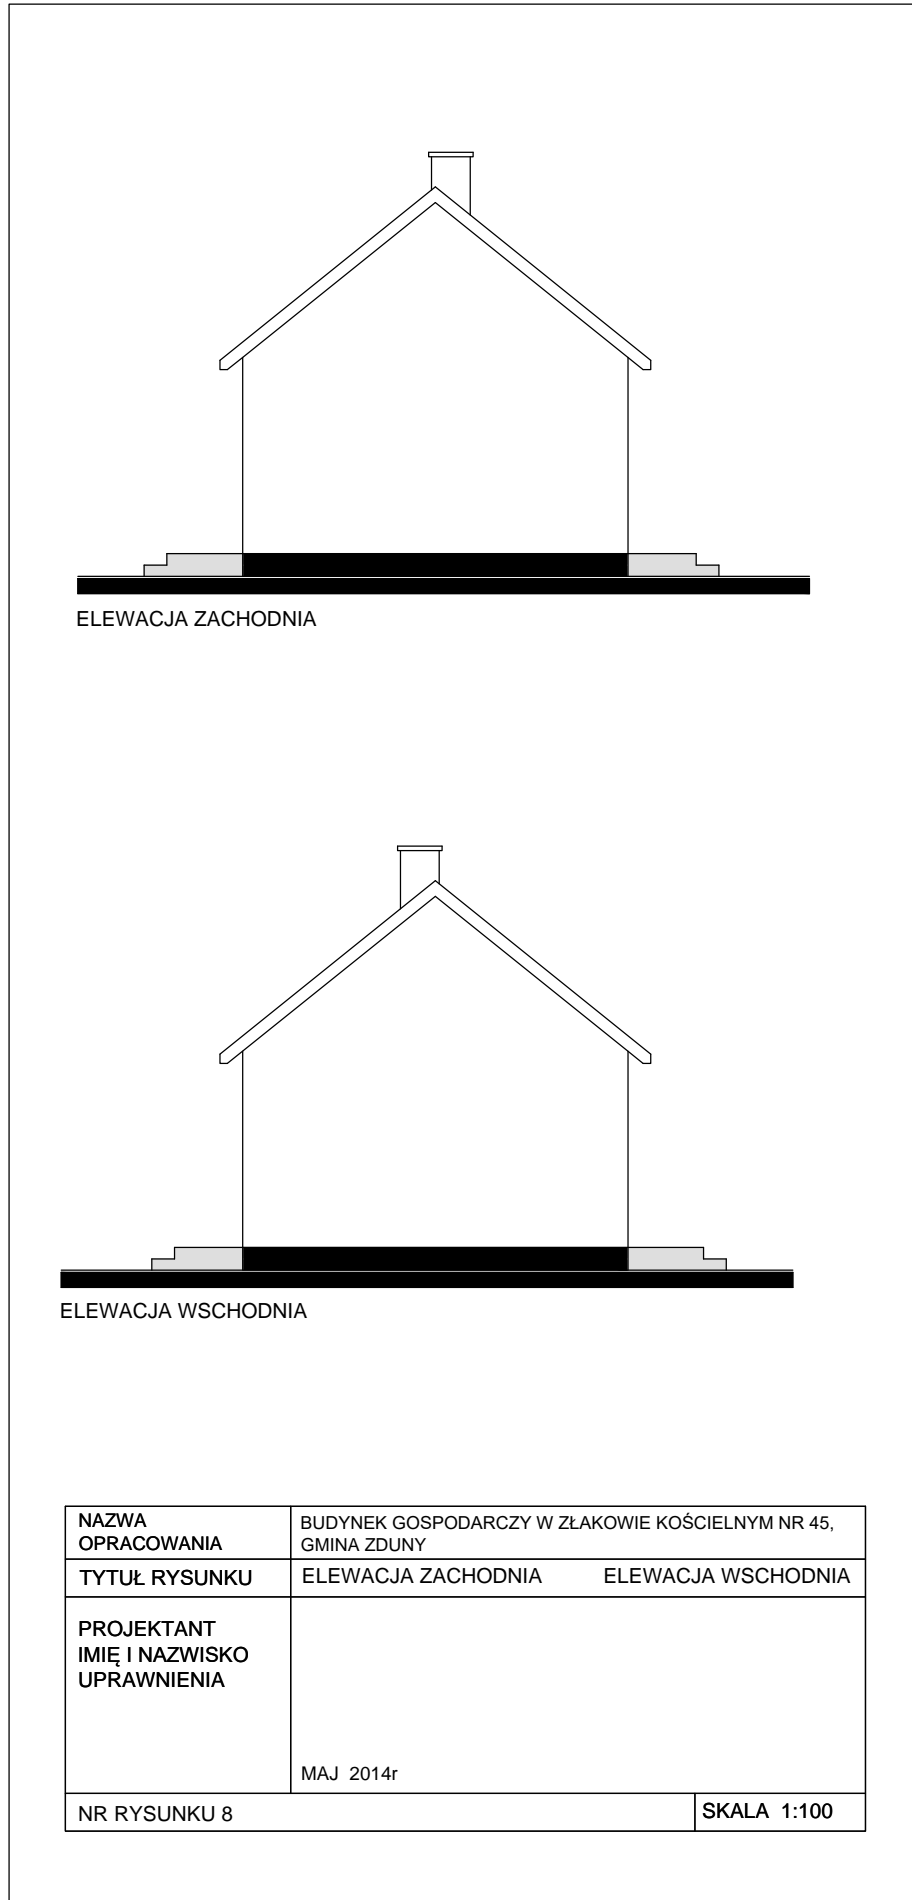 ELEWACJA ZACHODNIA
ELEWACJA WSCHODNIA
NAZWA
OPRACOWANIA
BUDYNEK GOSPODARCZY W ZŁAKOWIE KOŚCIELNYM NR 45,
GMINA ZDUNY
TYTUŁ RYSUNKU
ELEWACJA ZACHODNIA ELEWACJA WSCHODNIA
PROJEKTANT
IMIĘ I NAZWISKO
UPRAWNIENIA
MAJ 2014r
NR RYSUNKU 8
SKALA 1:100